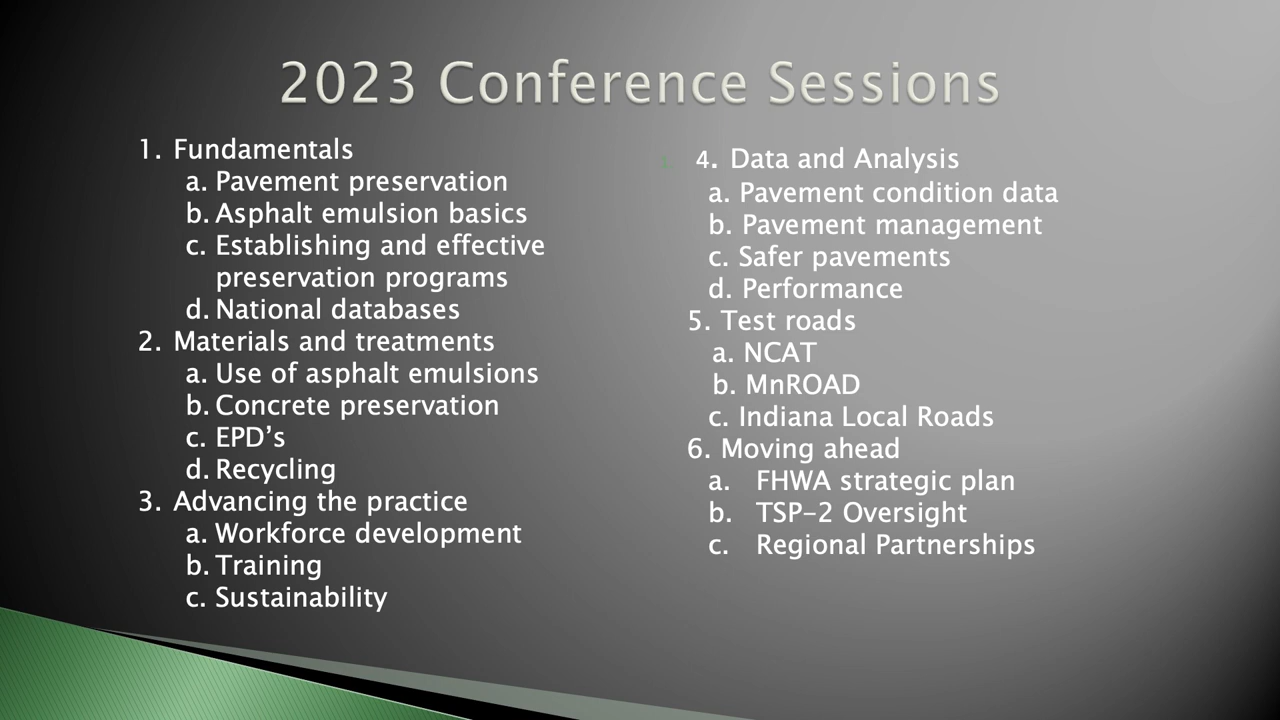 2023 Conference Sessions
1. Fundamentals
a. Pavement preservation
b. Asphalt emulsion basics
c. Establishing and effective
preservation programs
d. National databases
2. Materials and treatments
a. Use of asphalt emulsions
b. Concrete preservation
c. EPD's
d. Recycling
3. Advancing the practice
a. Workforce development
b. Training
c. Sustainability
4. Data and Analysis
a. Pavement condition data
b. Pavement management
c. Safer pavements
d. Performance
5. Test roads
a. NCAT
b. MnROAD
c. Indiana Local Roads
6. Moving ahead
a. FHWA strategic plan
b. TSP-2 Oversight
c. Regional Partnerships